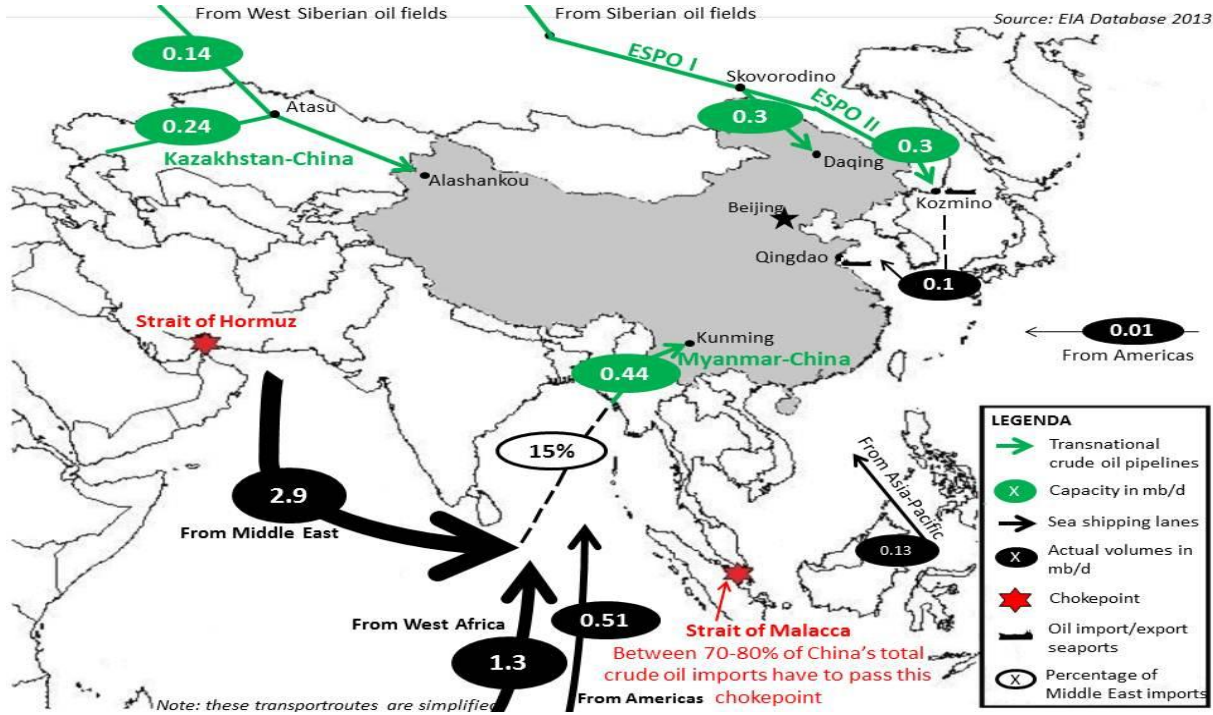 From West Siberian oil fields
From Siberian oil fields
Source: EIA Database 2013
0.14
ESPO I
Skovorodino
Atasu
ESPO II
0.24
0.3
0.3
Kazakhstan-China
Daqing
Alashankou
Kozmino
Beijing
Qingdao
0.1
Strait of Hormuz
Kunming
0.01
From Americas
Myanmar-China
0.44
15%
2.9
From Middle East
From Asia-Pacific
0.13
From West Africa
0.51
1.3
Strait of Malacca
Between 70-80% of China's total
crude oil imports have to pass this
chokepoint
From Americas
Note: these transportroutes are simplified
LEGENDA
Transnational
crude oil pipelines
X
Capacity in mb/d
Sea shipping lanes
X
Actual volumes in
mb/d
Chokepoint
Oil import/export
seaports
X
Percentage of
Middle East imports